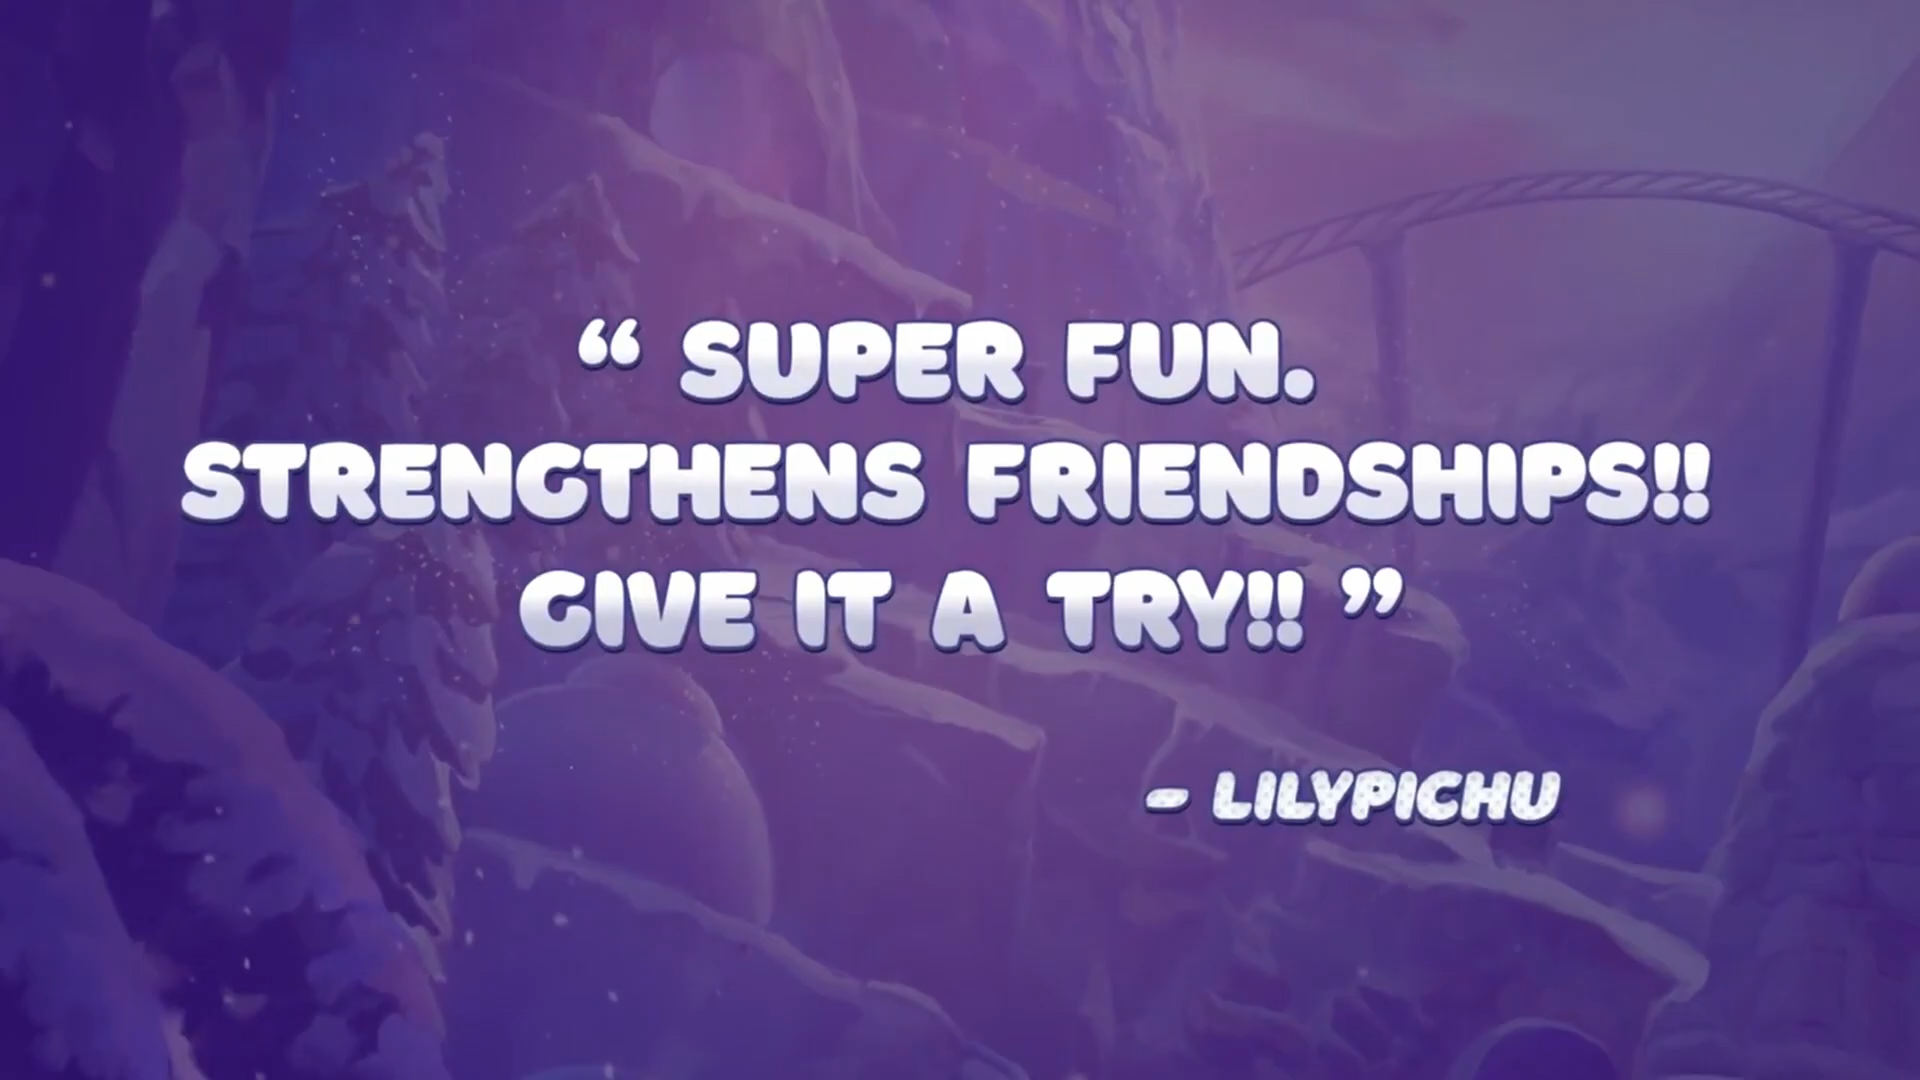 “ SUPER FUN.
STRENGTHENS FRIENDSHIPS!!
GIVE IT A TRY!! ”
- LILYPICHU